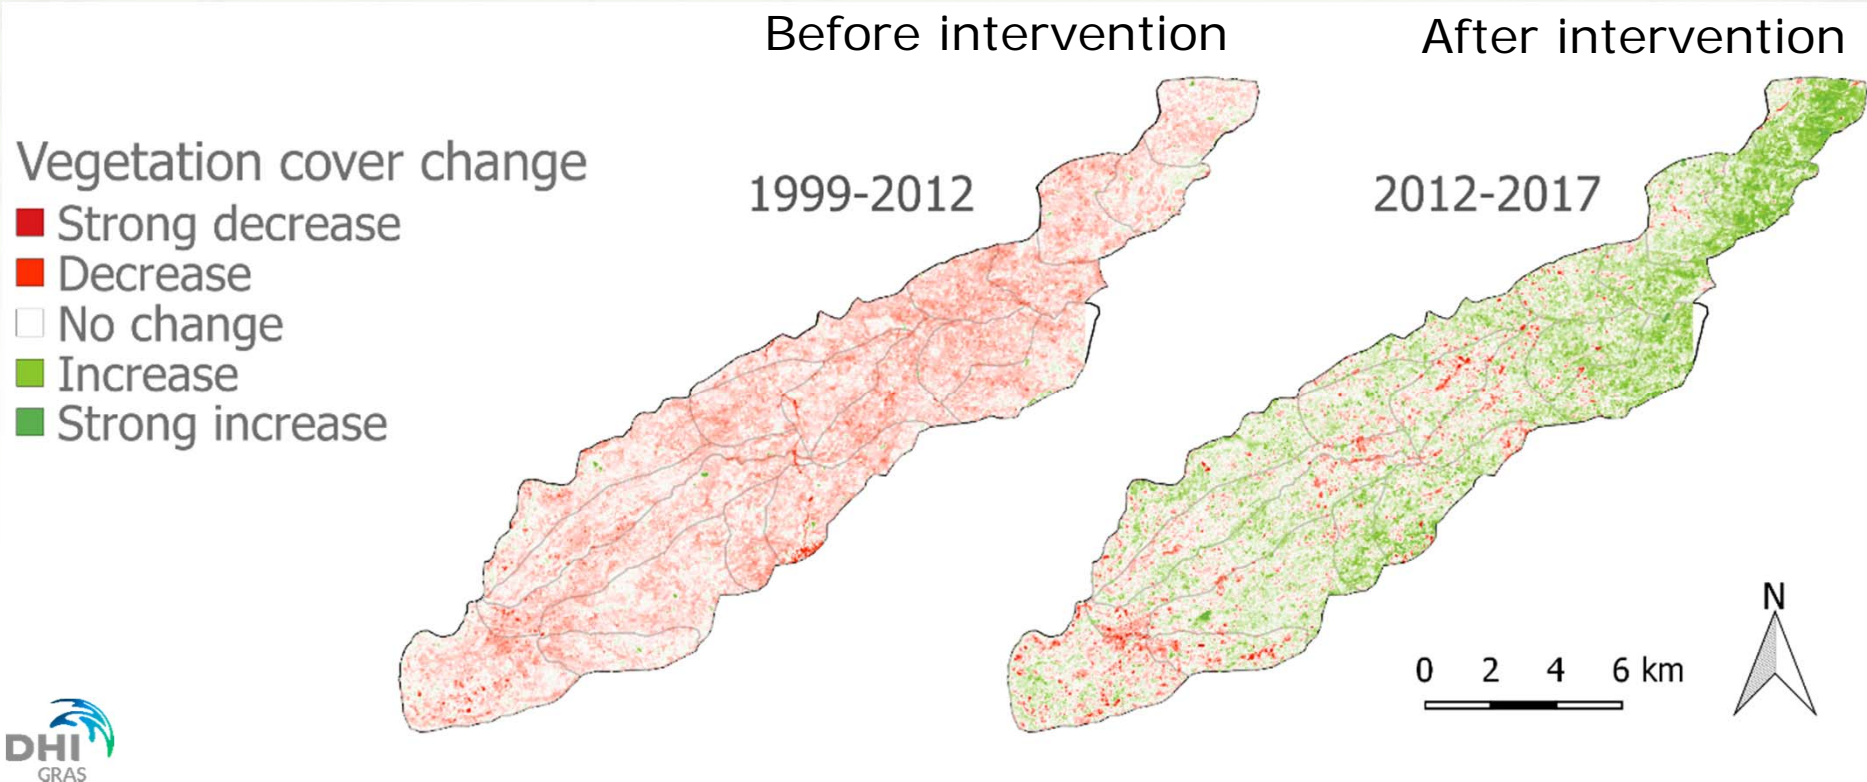 Before intervention
After intervention
Vegetation cover change
Strong decrease
Decrease
No change
Increase
Strong increase
1999-2012
2012-2017
N
0 2 4 6 km
DHI
GRAS